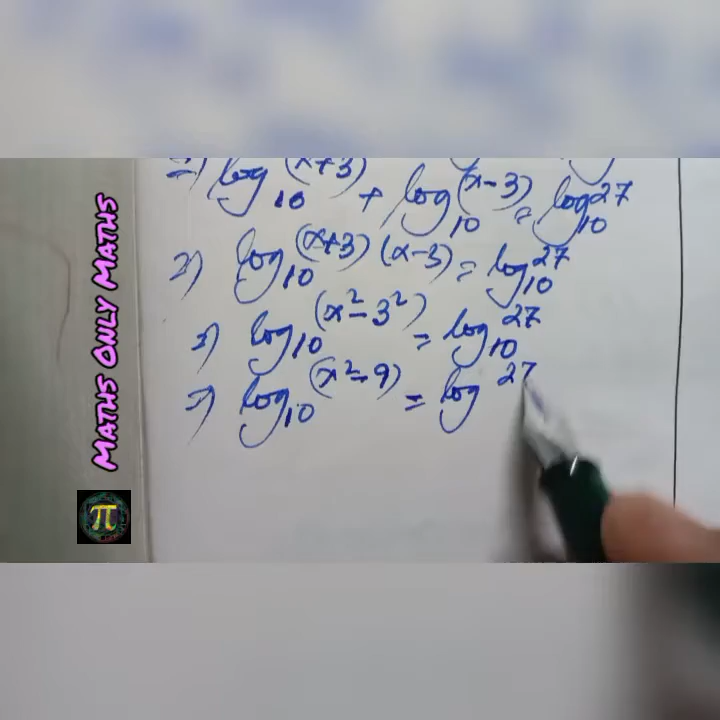 =) log₁₀(x+3) + log₁₀(x-3) = log₁₀27
=) log₁₀(x+3)(x-3) = log₁₀27
=) log₁₀(x²-3²) = log₁₀27
=) log₁₀(x²-9) = log 27
MATHS ONLY MATHS
π